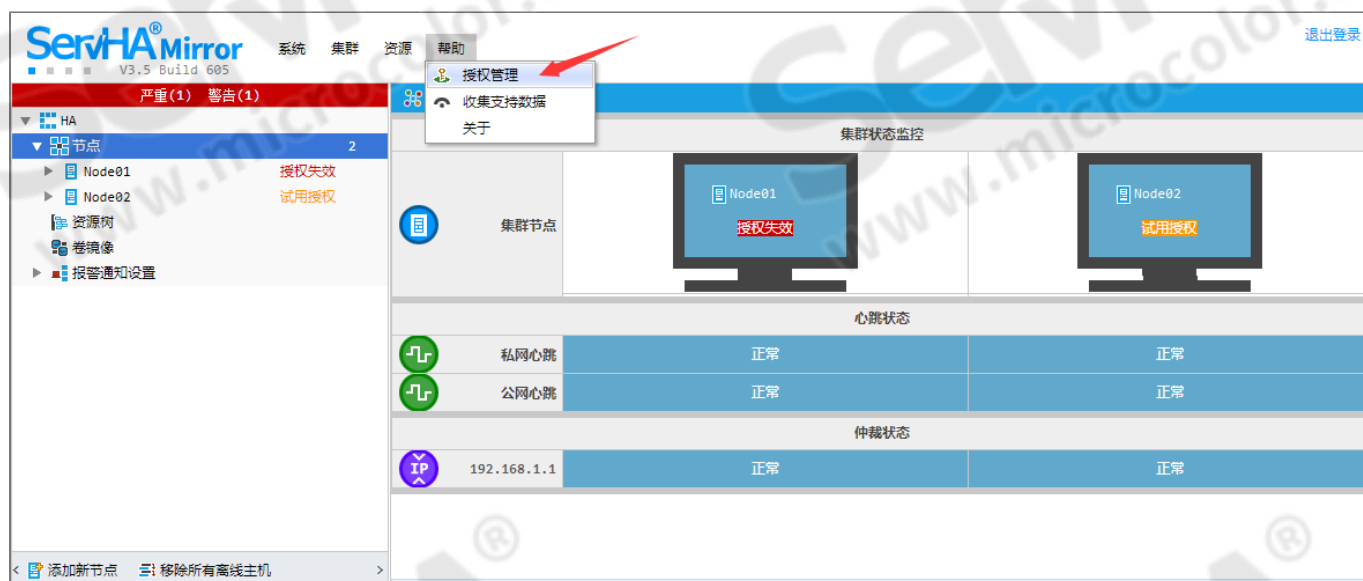 ServHA® Mirror
V3.5 Build 605
系统 集群 资源 帮助
退出登录
授权管理
收集支持数据
关于
严重(1) 警告(1)
HA
节点 2
Node01 授权失效
Node02 试用授权
资源树
卷镜像
报警通知设置
添加新节点 移除所有离线主机
集群状态监控
集群节点
Node01
授权失效
Node02
试用授权
心跳状态
私网心跳 正常 正常
公网心跳 正常 正常
仲裁状态
IP 192.168.1.1 正常 正常